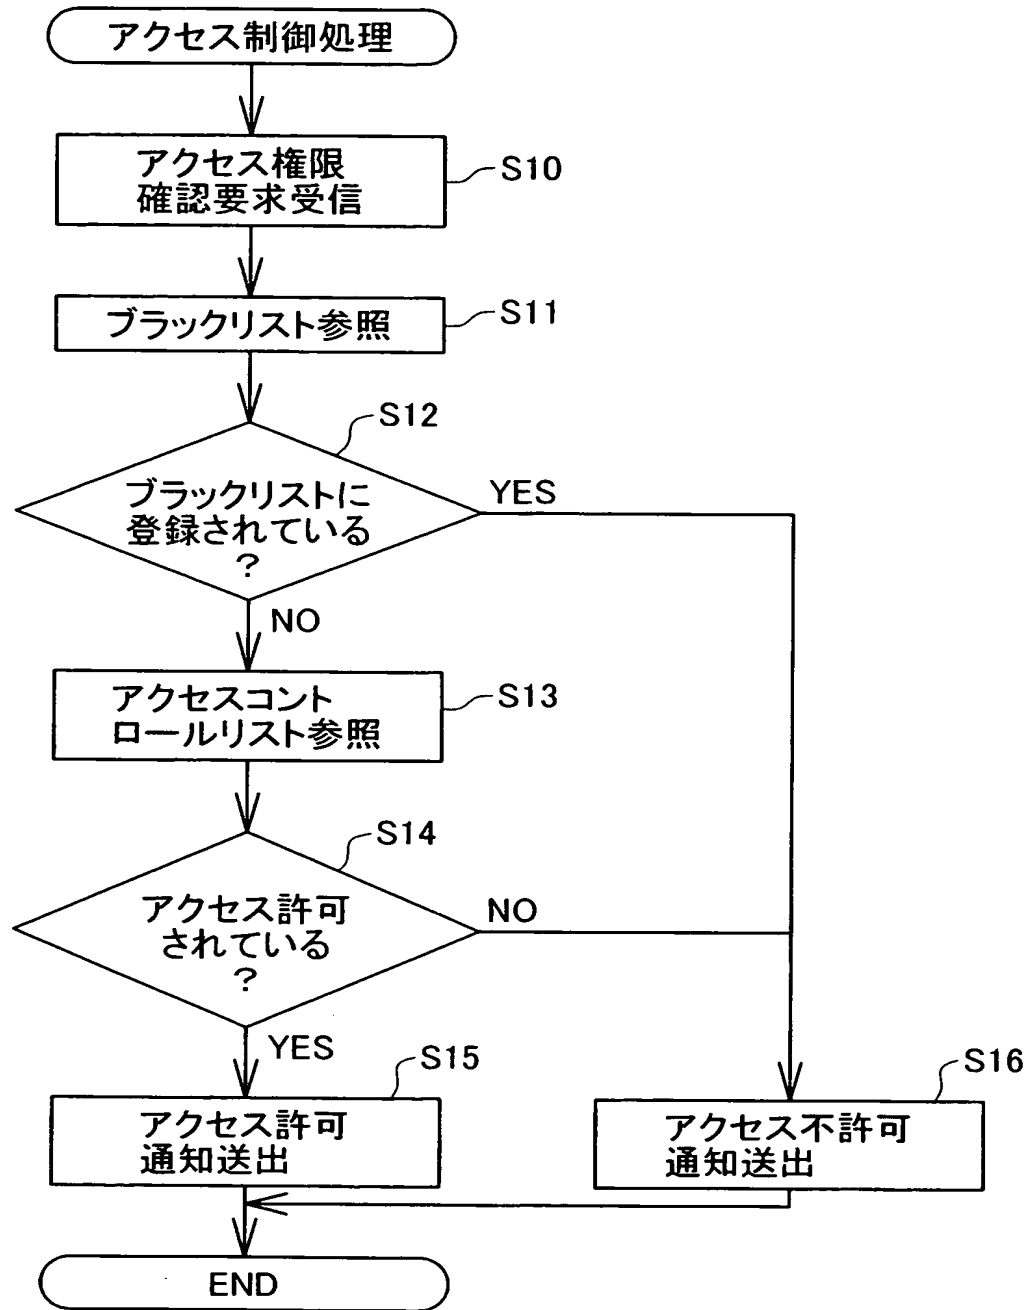 アクセス制御処理
アクセス権限
確認要求受信
S10
ブラックリスト参照
S11
S12
ブラックリストに
登録されている
?
YES
NO
アクセスコント
ロールリスト参照
S13
S14
アクセス許可
されている
?
NO
YES
S15
アクセス許可
通知送出
S16
アクセス不許可
通知送出
END